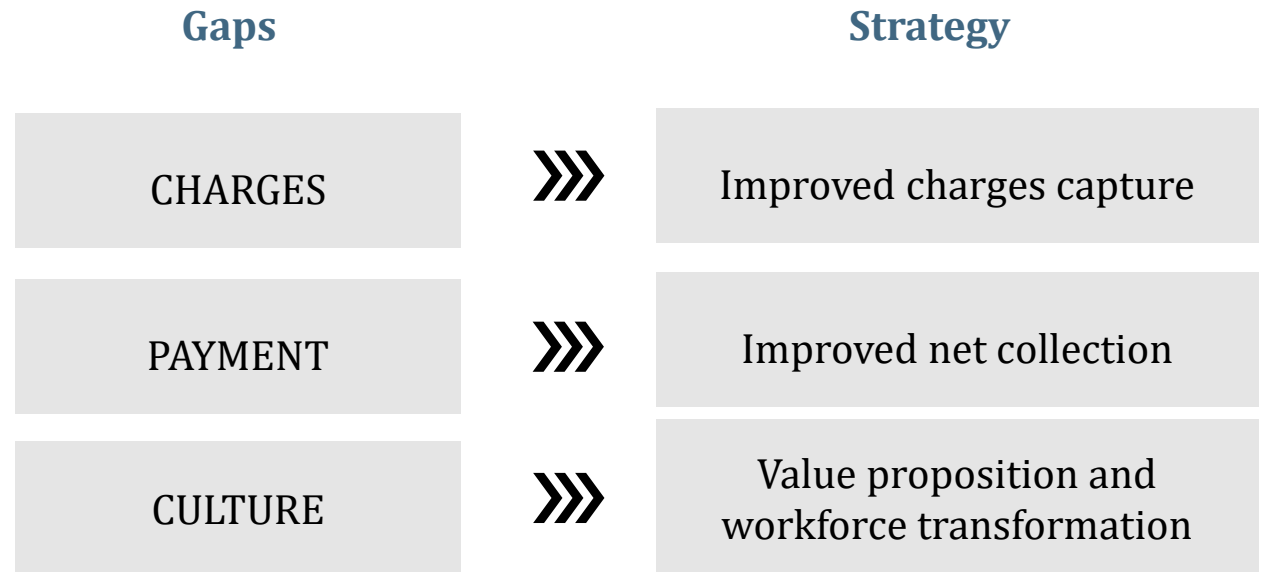 Gaps
Strategy
CHARGES
Improved charges capture
PAYMENT
Improved net collection
CULTURE
Value proposition and
workforce transformation